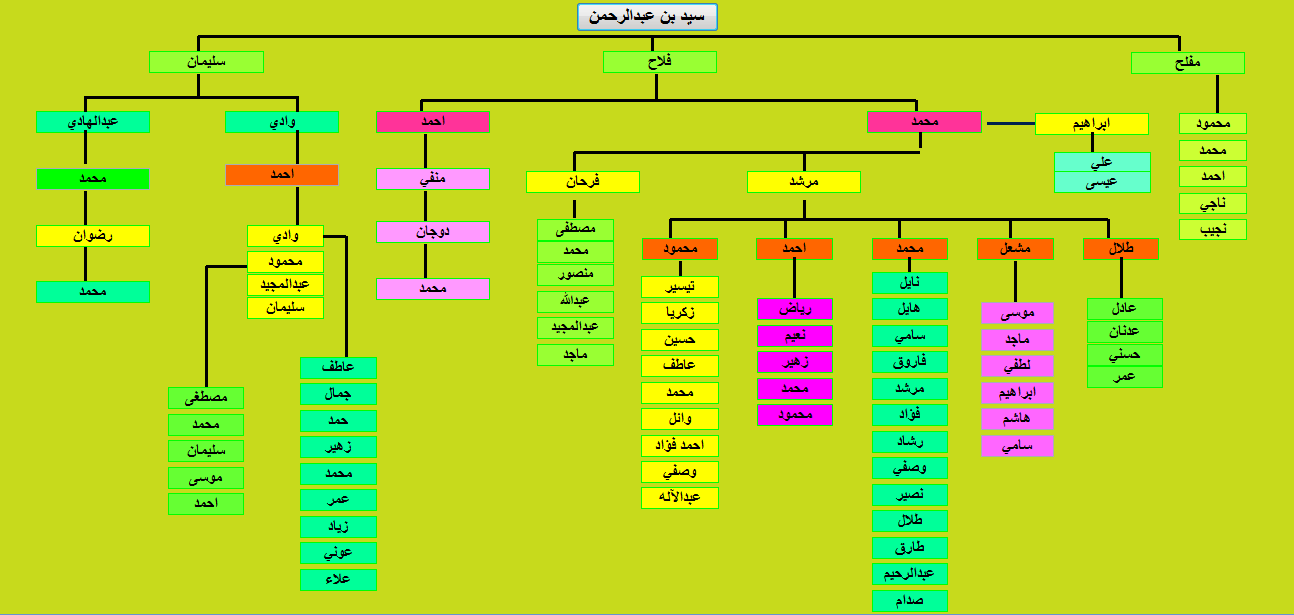 سيد بن عبدالرحمن
مفلح
فلاح
سليمان
محمود
محمد
احمد
ناجي
نجيب
ابراهيم
علي
عيسى
محمد
احمد
وادي
عبدالهادي
مرشد
فرحان
طلال
مشعل
محمد
احمد
محمود
عادل
عدنان
حسني
عمر
موسى
ماجد
لطفي
ابراهيم
هاشم
سامي
نايل
هايل
سامي
فاروق
مرشد
فؤاد
رشاد
وصفي
نصير
طلال
طارق
عبدالرحيم
صدام
رياض
نعيم
زهير
محمد
محمود
تيسير
زكريا
حسين
عاطف
محمد
وائل
احمد فؤاد
وصفي
عبدالآله
مصطفى
محمد
منصور
عبدالله
عبدالمجيد
ماجد
منفي
دوجان
محمد
احمد
وادي
محمود
عبدالمجيد
سليمان
عاطف
جمال
حمد
زهير
محمد
عمر
زياد
عوني
علاء
مصطغى
محمد
سليمان
موسى
احمد
محمد
رضوان
محمد